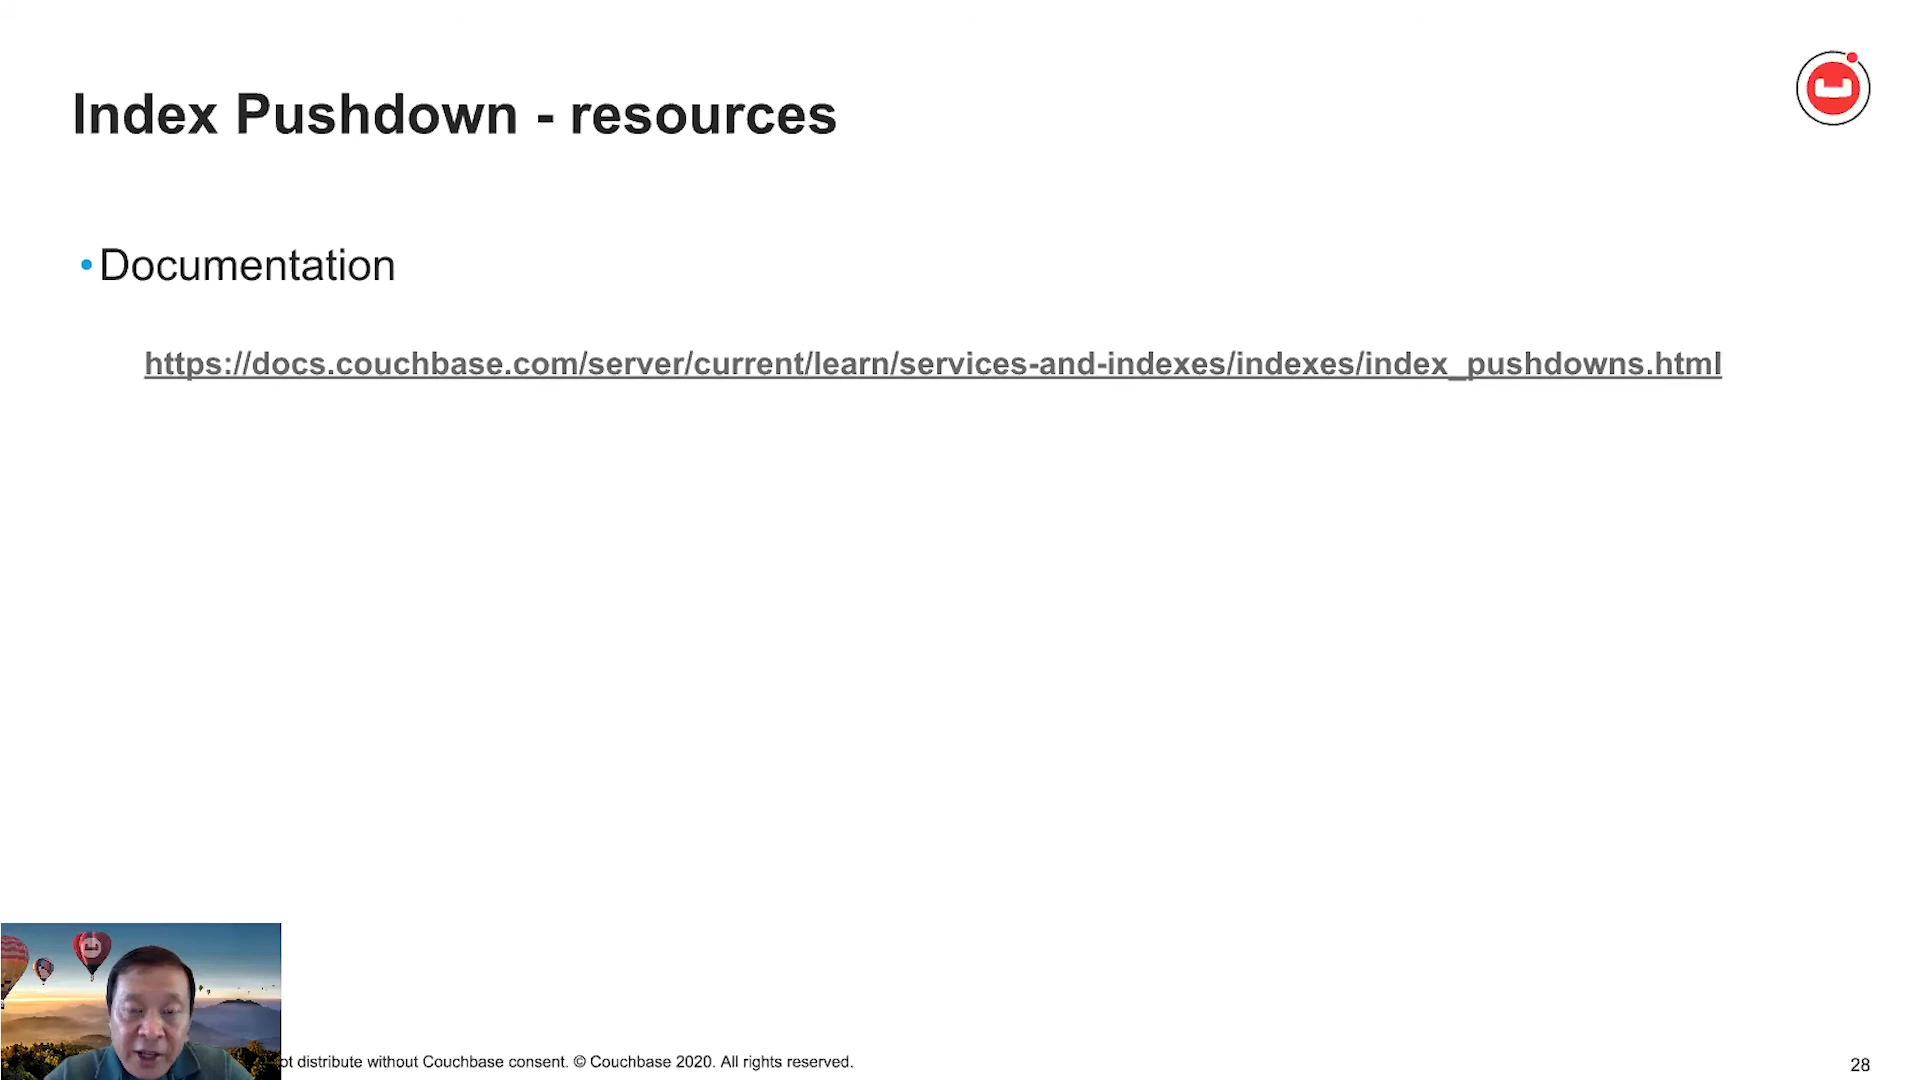 Index Pushdown - resources
•Documentation
https://docs.couchbase.com/server/current/learn/services-and-indexes/indexes/index_pushdowns.html
distribute without Couchbase consent. © Couchbase 2020. All rights reserved.
28